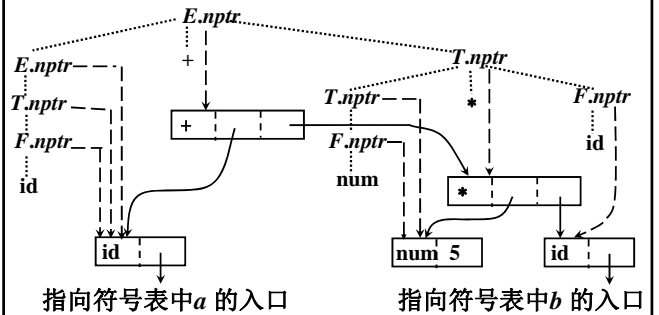 E.nptr
E.nptr + T.nptr
T.nptr T.nptr * F.nptr
+
F.nptr F.nptr id
id num
*
id num 5 id
指向符号表中a 的入口 指向符号表中b 的入口